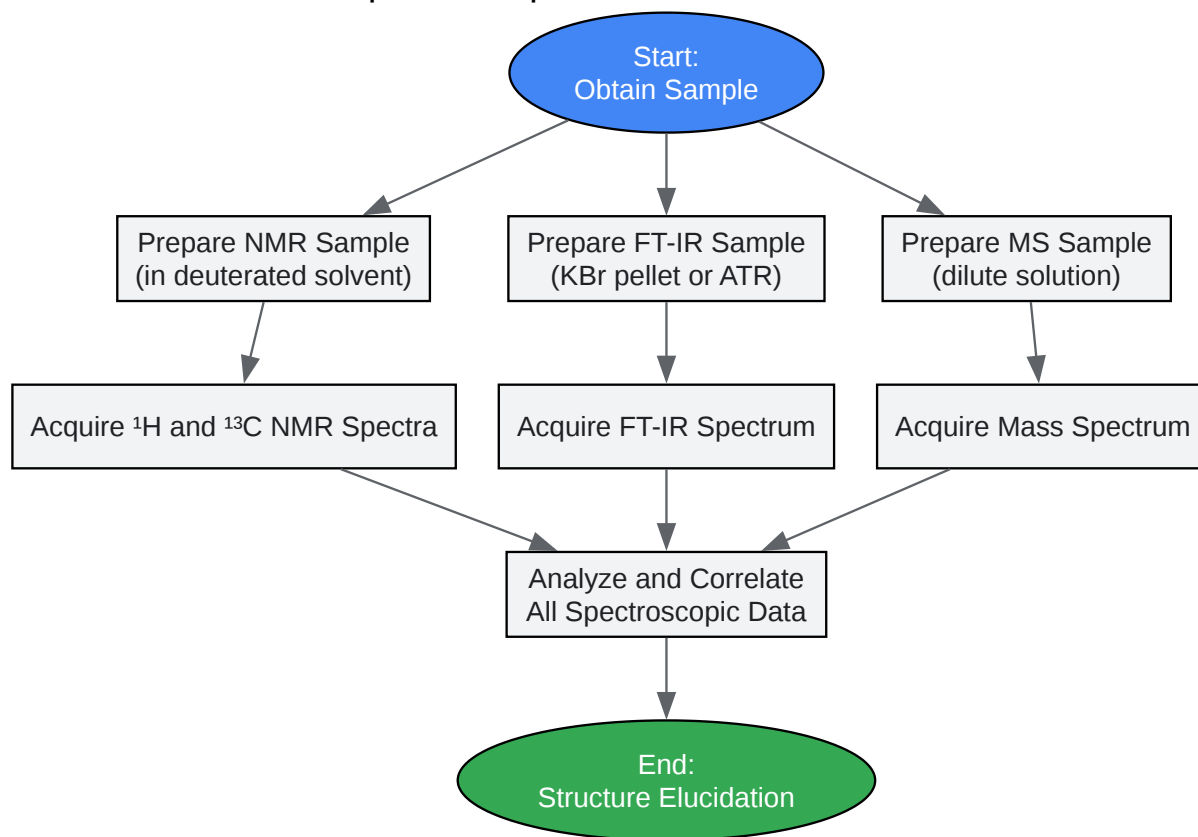 Start:
Obtain Sample
Prepare NMR Sample
(in deuterated solvent)
Prepare FT-IR Sample
(KBr pellet or ATR)
Prepare MS Sample
(dilute solution)
Acquire ¹H and ¹³C NMR Spectra
Acquire FT-IR Spectrum
Acquire Mass Spectrum
Analyze and Correlate
All Spectroscopic Data
End:
Structure Elucidation